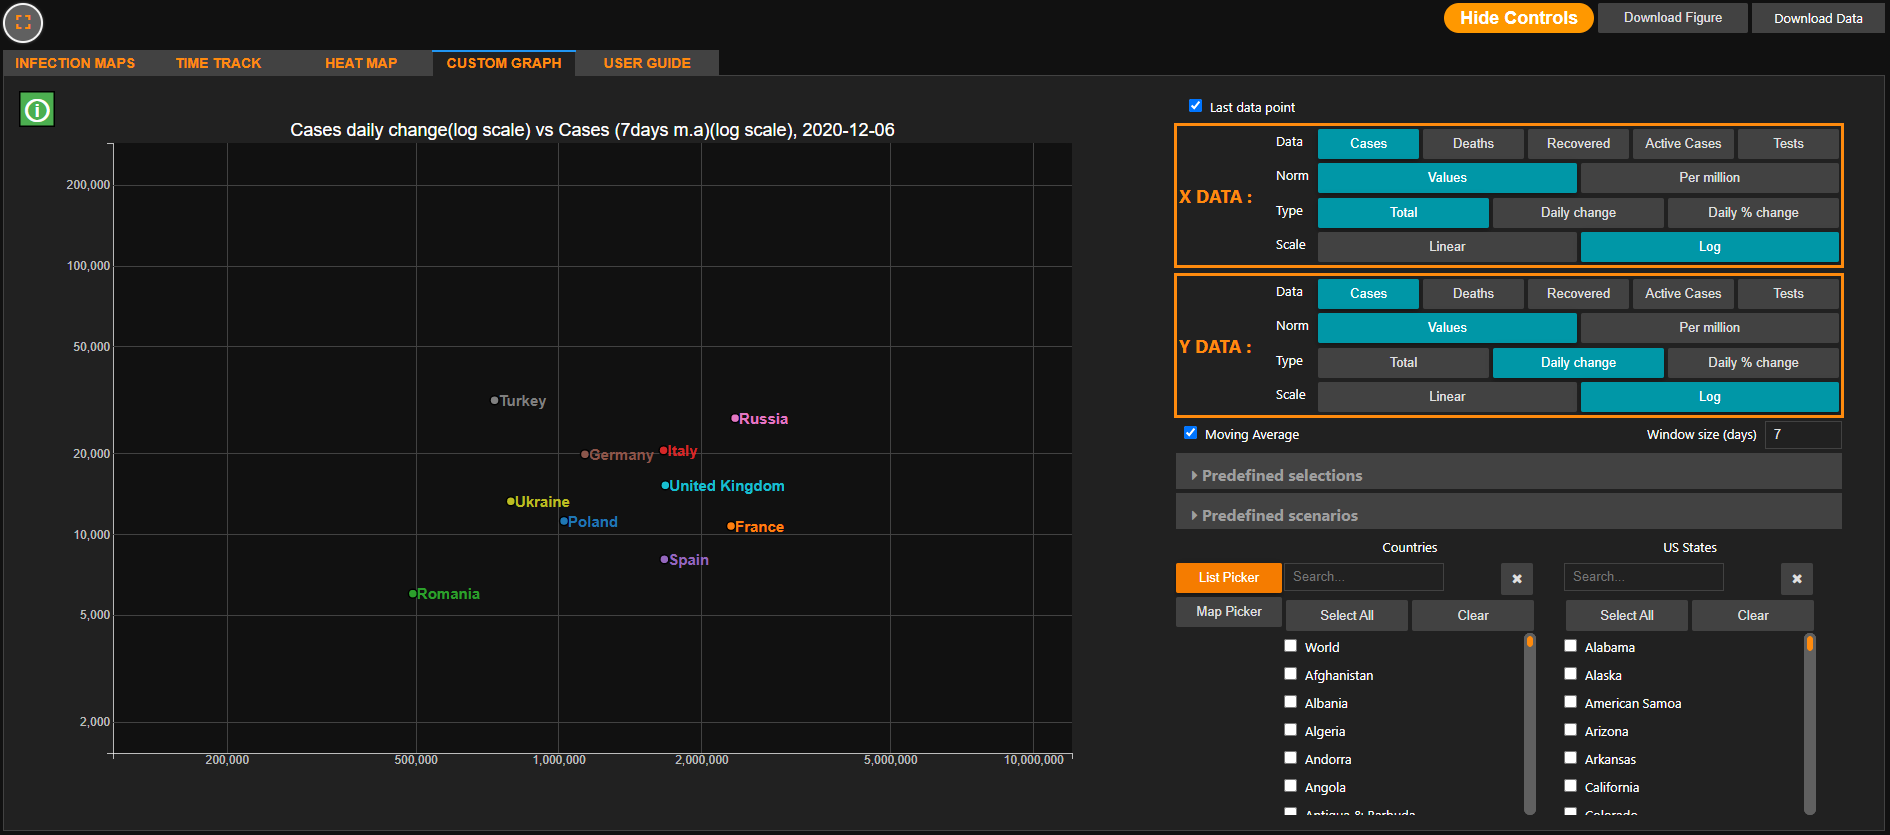 Hide Controls
Download Figure
Download Data
INFECTION MAPS
TIME TRACK
HEAT MAP
CUSTOM GRAPH
USER GUIDE
Cases daily change(log scale) vs Cases (7days m.a)(log scale), 2020-12-06
200,000
100,000
50,000
20,000
10,000
5,000
2,000
200,000
500,000
1,000,000
2,000,000
5,000,000
10,000,000
Turkey
Russia
Germany
Italy
United Kingdom
Ukraine
Poland
France
Spain
Romania
Last data point
X DATA :
Data
Cases
Deaths
Recovered
Active Cases
Tests
Norm
Values
Per million
Type
Total
Daily change
Daily % change
Scale
Linear
Log
Y DATA :
Data
Cases
Deaths
Recovered
Active Cases
Tests
Norm
Values
Per million
Type
Total
Daily change
Daily % change
Scale
Linear
Log
Moving Average
Window size (days)
7
Predefined selections
Predefined scenarios
Countries
US States
List Picker
Map Picker
Search...
Select All
Clear
World
Afghanistan
Albania
Algeria
Andorra
Angola
Antigua & Barbuda
Search...
Select All
Clear
Alabama
Alaska
American Samoa
Arizona
Arkansas
California
Colorado